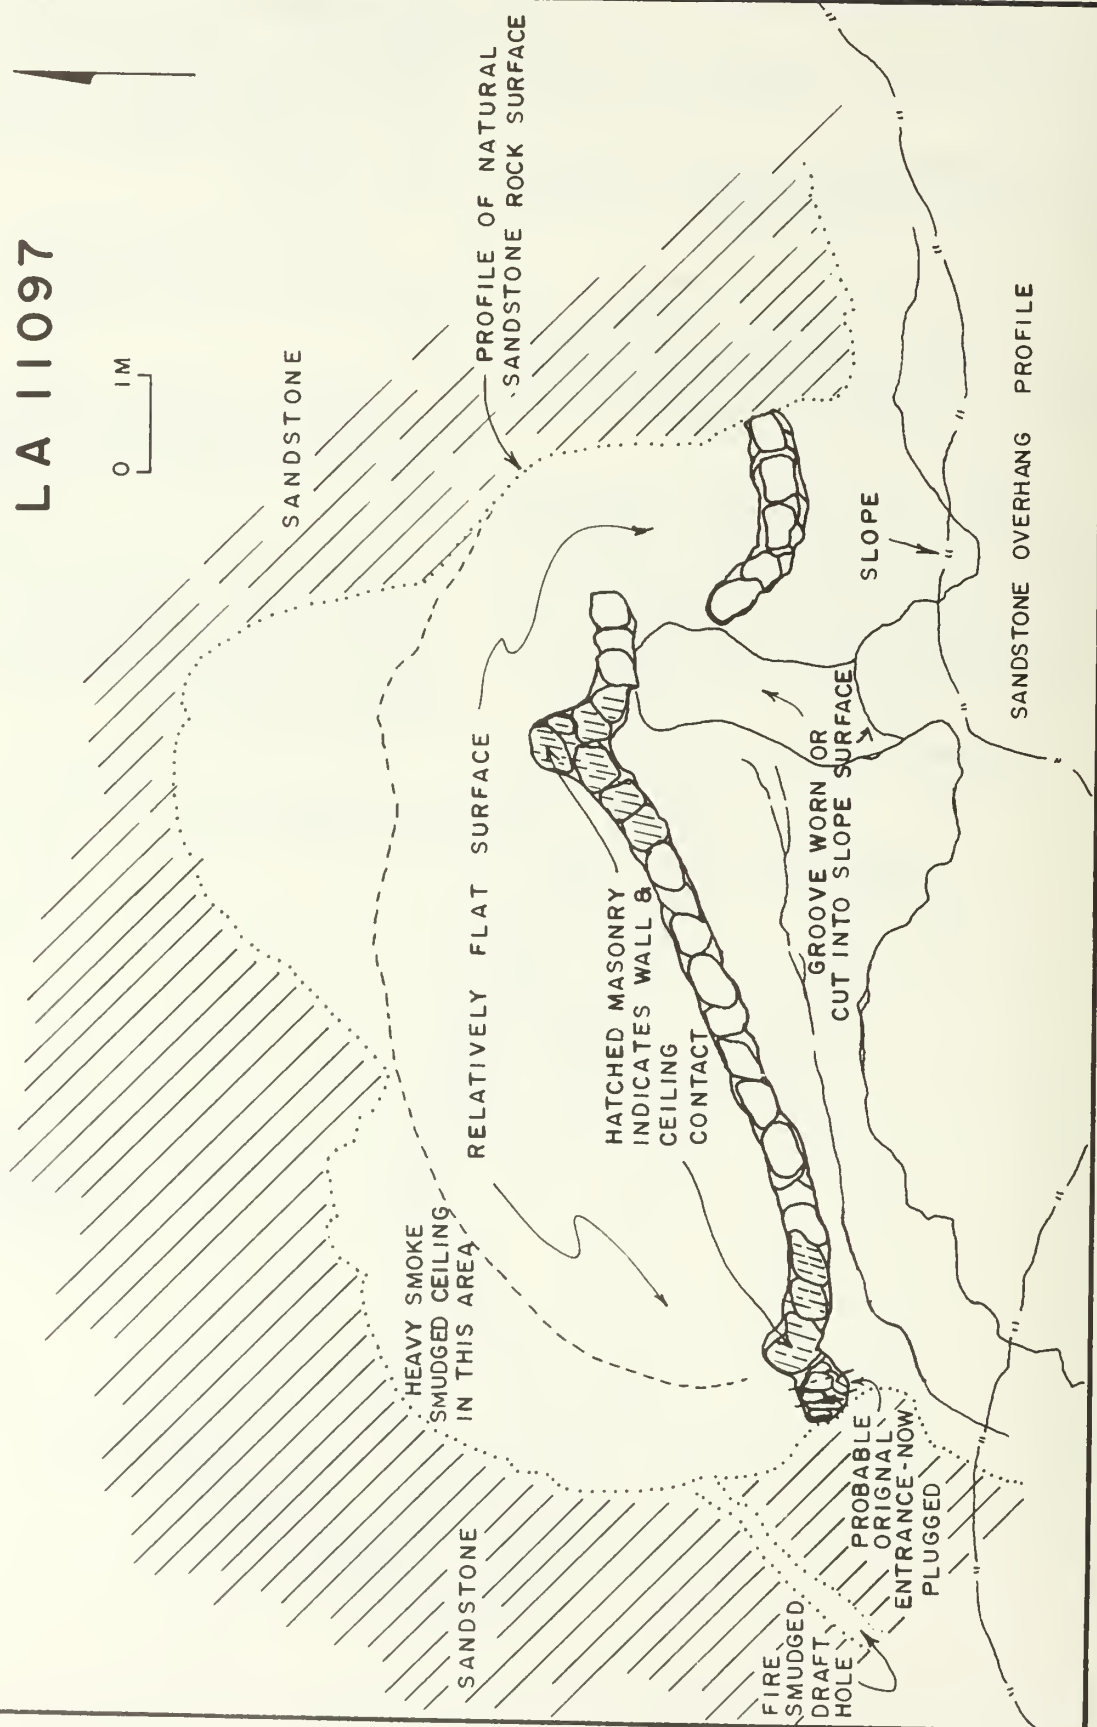 LA 11097
0 1M
SANDSTONE
PROFILE OF NATURAL
SANDSTONE ROCK SURFACE
RELATIVELY FLAT SURFACE
HEAVY SMOKE
SMUDGED CEILING
IN THIS AREA
HATCHED MASONRY
INDICATES WALL &
CEILING
CONTACT
SLOPE
GROOVE WORN OR
CUT INTO SLOPE SURFACE
SANDSTONE
FIRE
SMUDGED
DRAFT
HOLE
PROBABLE
ORIGNAL
ENTRANCE-NOW
PLUGGED
SANDSTONE OVERHANG PROFILE